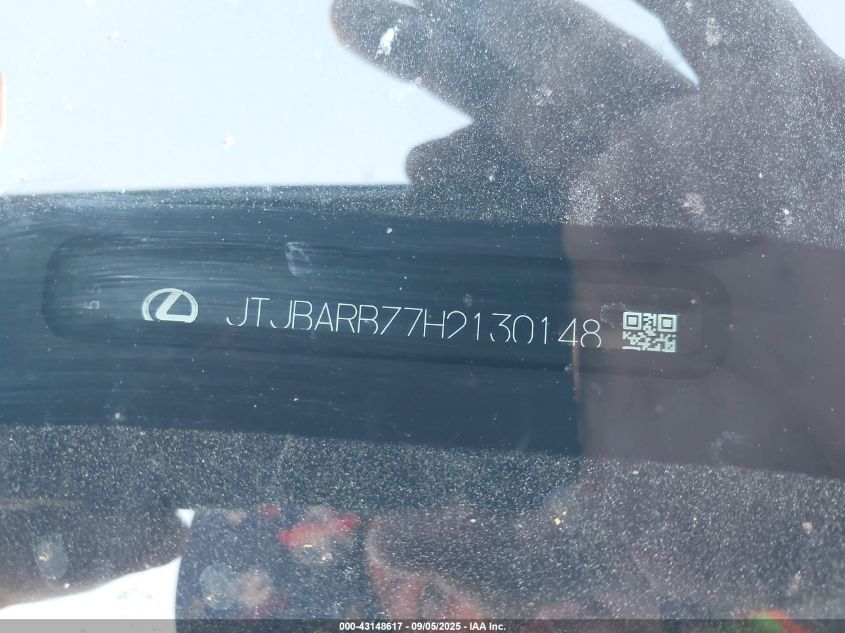 JTJBARBZ7H2130148
000-43148617 - 09/05/2025 - IAA Inc.